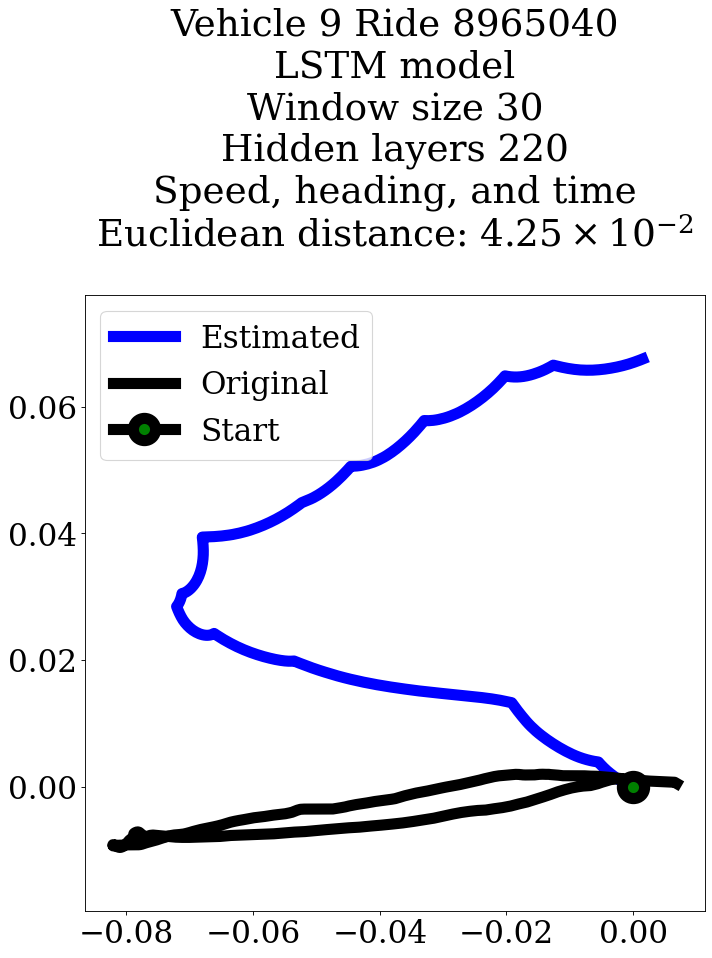 Vehicle 9 Ride 8965040
LSTM model
Window size 30
Hidden layers 220
Speed, heading, and time
Euclidean distance: 4.25 × 10⁻²
Estimated
Original
Start
0.06
0.04
0.02
0.00
−0.08 −0.06 −0.04 −0.02 0.00